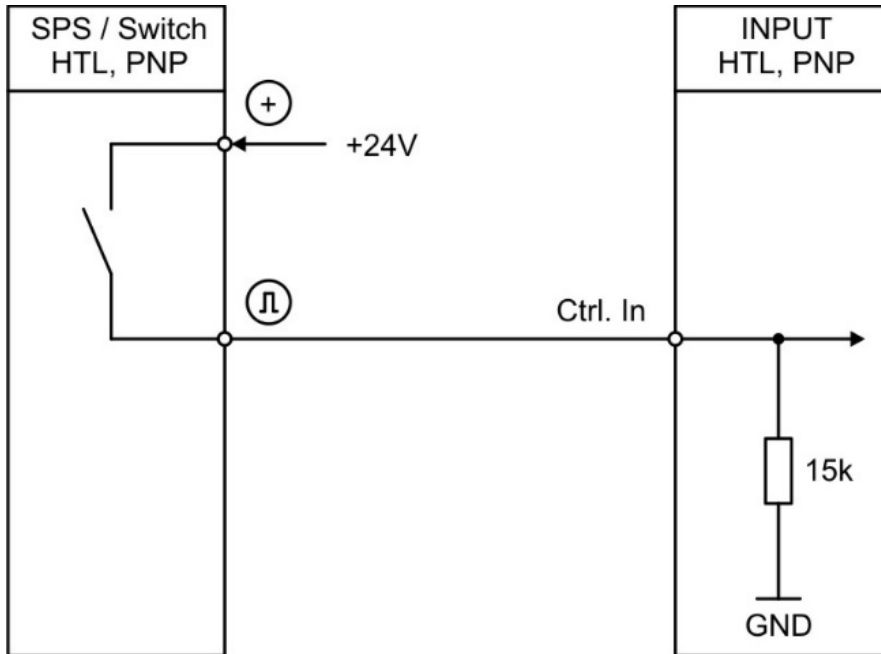 SPS / Switch
HTL, PNP
INPUT
HTL, PNP
+
+24V
Ctrl. In
15k
GND